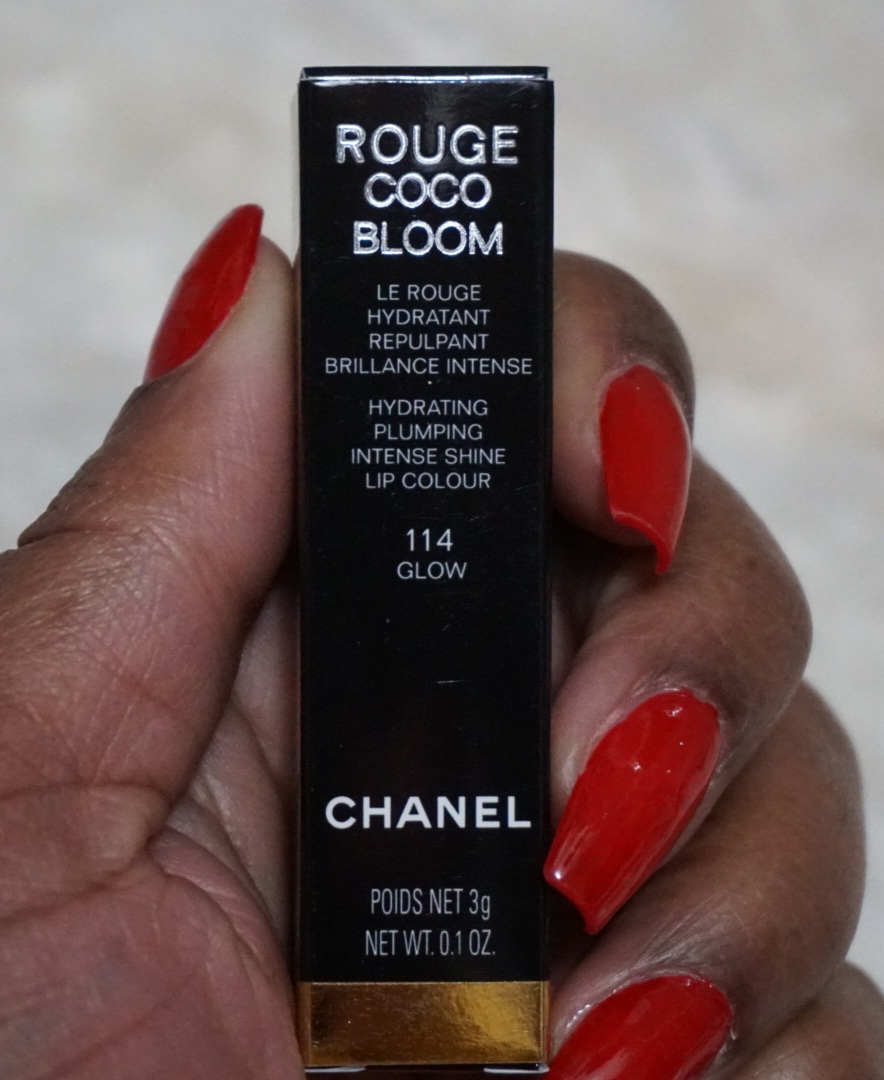 ROUGE
COCO
BLOOM
LE ROUGE
HYDRATANT
REPULPANT
BRILLANCE INTENSE
HYDRATING
PLUMPING
INTENSE SHINE
LIP COLOUR
114
GLOW
CHANEL
POIDS NET 3g
NET WT. 0.1 OZ.